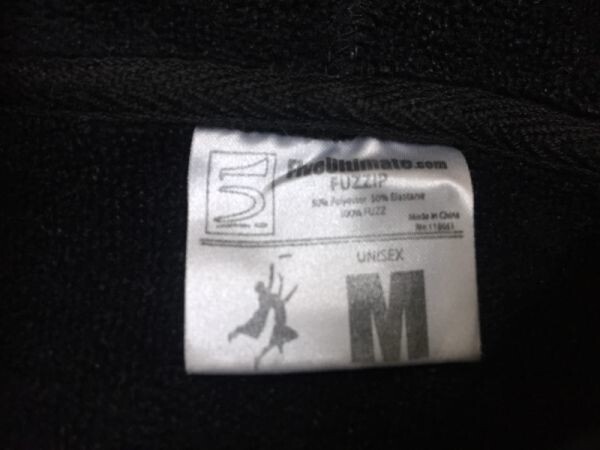 FiveUltimate.com
FUZZIP
50% Polyester 50% Elastane
100% FUZZ
Made in China
UNISEX
M